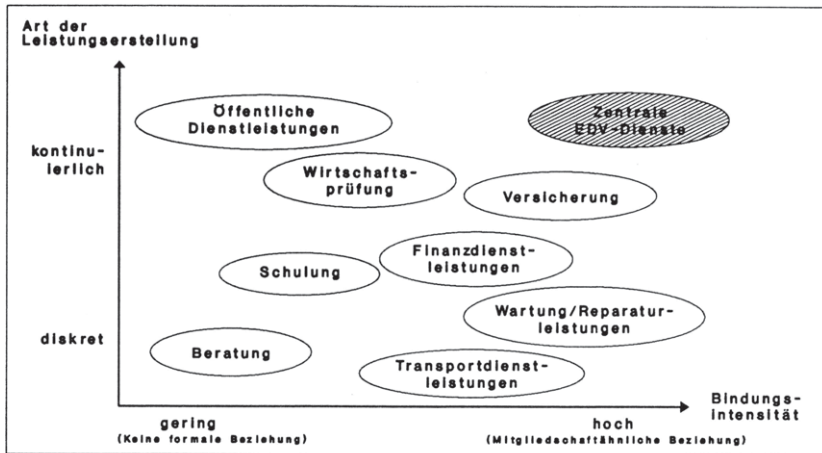 Art der
Leistungserstellung
Öffentliche
Dienstleistungen
Zentrale
EDV-Dienste
kontinu-
ierlich
Wirtschafts-
prüfung
Versicherung
Finanzdienst-
leistungen
Schulung
Wartung/Reparatur-
leistungen
diskret
Beratung
Transportdienst-
leistungen
Bindungs-
intensität
gering
(Keine formale Beziehung)
hoch
(Mitgliedschaftähnliche Beziehung)